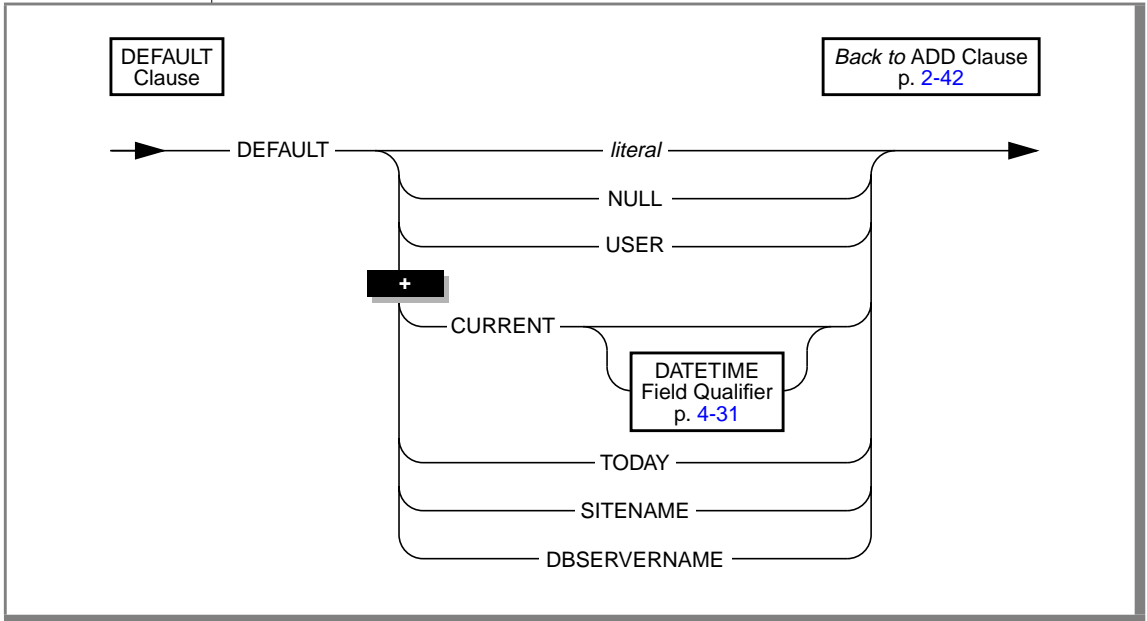 DEFAULT
Clause
Back to ADD Clause
p. 2-42
DEFAULT
literal
NULL
USER
+
CURRENT
DATETIME
Field Qualifier
p. 4-31
TODAY
SITENAME
DBSERVERNAME